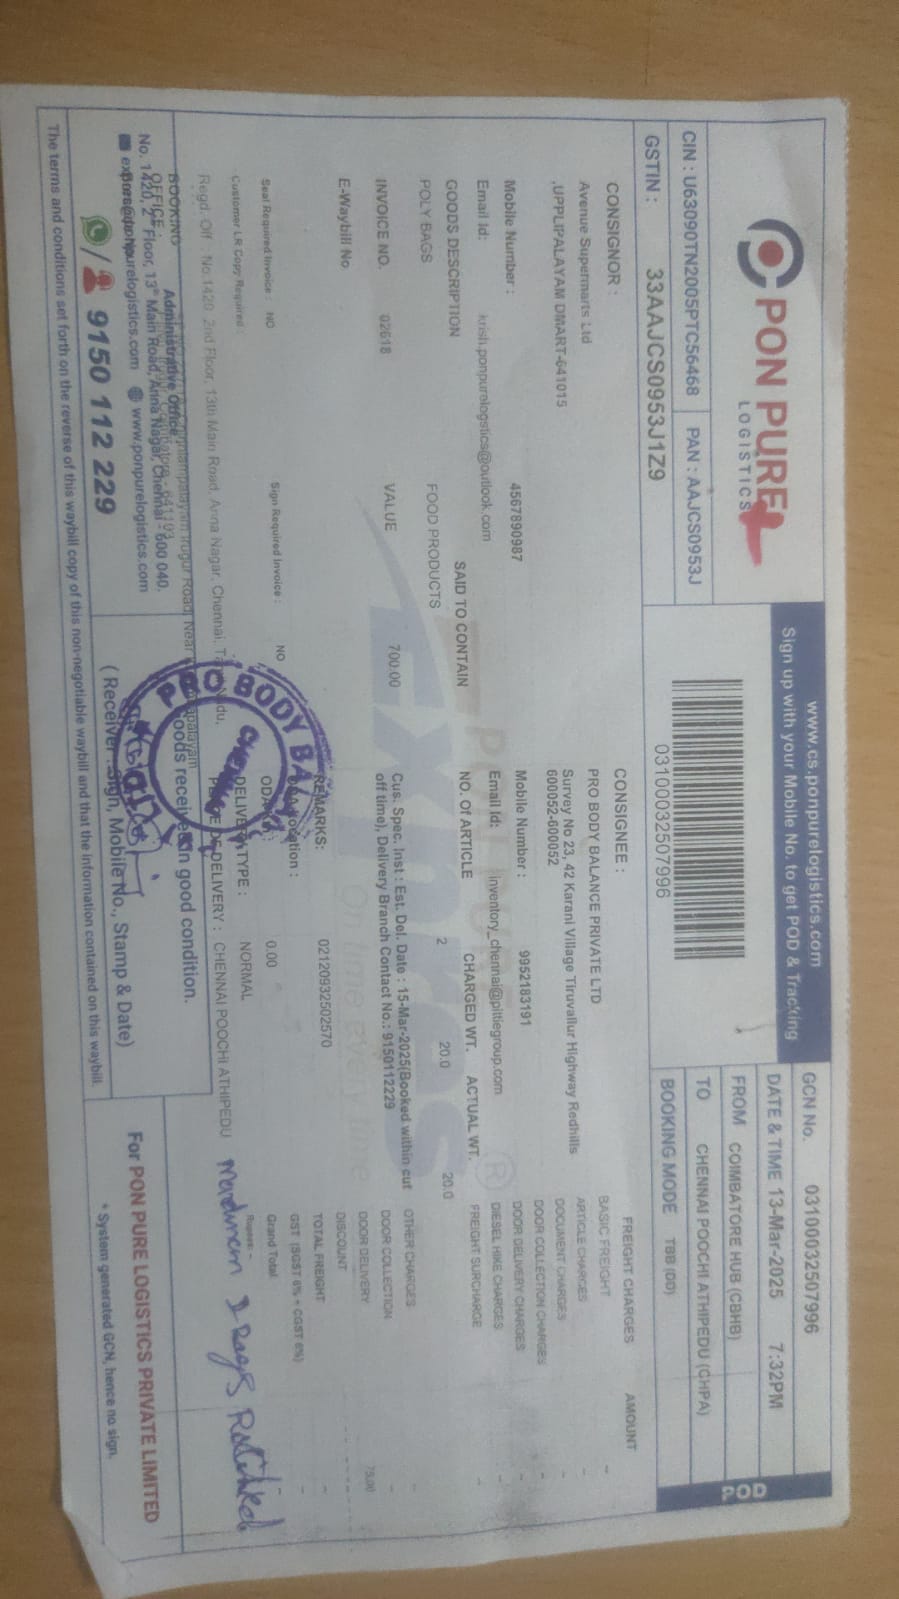 PON PURE
LOGISTICS
CIN : U63090TN2005PTC56468 PAN : AAJCS0953J
GSTIN : 33AAJCS0953J1Z9
www.cs.ponpurelogistics.com
Sign up with your Mobile No. to get POD & Tracking
03100032507996
GCN No. 03100032507996
DATE & TIME 13-Mar-2025 7:32PM
FROM COIMBATORE HUB (CBHB)
TO CHENNAI POOCHI ATHIPEDU (CHPA)
BOOKING MODE TBB (DD)
POD
CONSIGNOR :
Avenue Supermarts Ltd
,UPPLIPALAYAM DMART-641015
Mobile Number : 4567890987
Email Id: krish.ponpurelogstics@outlook.com
CONSIGNEE :
PRO BODY BALANCE PRIVATE LTD
Survey No 23, 42 Karani Village Tiruvallur Highway Redhills
600052-600052
Mobile Number : 9952183191
Email Id: inventory_chennai@pittiegroup.com
GOODS DESCRIPTION SAID TO CONTAIN NO. Of ARTICLE CHARGED WT. ACTUAL WT.
POLY BAGS FOOD PRODUCTS 2 20.0 20.0
INVOICE NO. 02618 VALUE 700.00
E-Waybill No
Cus. Spec. Inst : Est. Del. Date : 15-Mar-2025(Booked within cut
off time), Delivery Branch Contact No.: 9150112229
REMARKS: 02120932502570
Seal Required Invoice : NO Sign Required Invoice : NO
Customer LR Copy Required :
0.00
DELIVERY TYPE : NORMAL
DELIVERY : CHENNAI POOCHI ATHIPEDU
FREIGHT CHARGES AMOUNT
BASIC FREIGHT -
ARTICLE CHARGES -
DOCUMENT CHARGES -
DOOR COLLECTION CHARGES -
DOOR DELIVERY CHARGES -
DIESEL HIKE CHARGES -
FREIGHT SURCHARGE -
OTHER CHARGES -
DOOR COLLECTION -
DOOR DELIVERY 75.00
DISCOUNT
TOTAL FREIGHT -
GST (SGST 6% + CGST 6%) -
Grand Total -
Rupees:-
Regd. Off : No.1420, 2nd Floor, 13th Main Road, Anna Nagar, Chennai,
BOOKING
OFFICE :
Administrative Office
No. 1420, 2nd Floor, 13th Main Road, Anna Nagar, Chennai - 600 040.
www.ponpurelogistics.com
9150 112 229
PRO BODY BA
Goods received in good condition.
( Receiver : Sign, Mobile No., Stamp & Date)
For PON PURE LOGISTICS PRIVATE LIMITED
* System generated GCN, hence no sign.
The terms and conditions set forth on the reverse of this waybill copy of this non-negotiable waybill and that the information contained on this waybill.